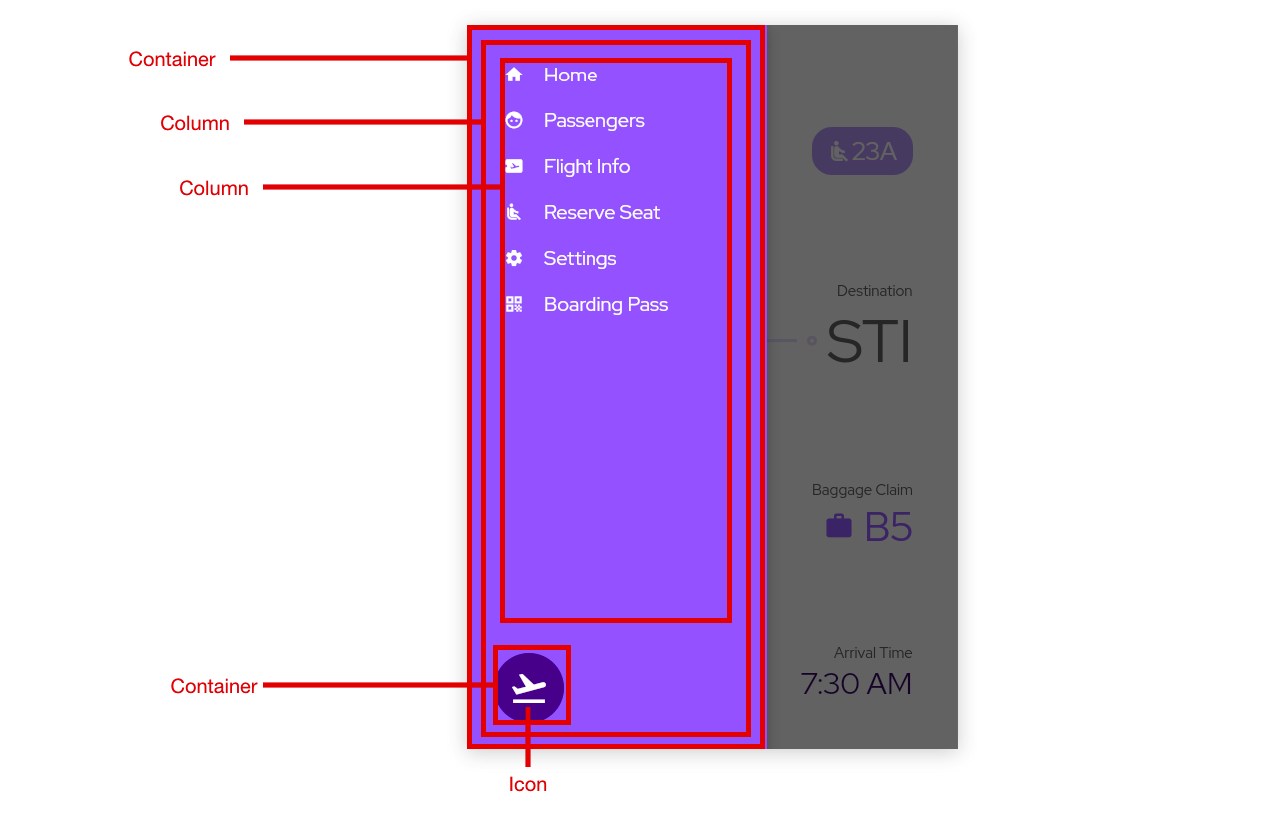 Container
Home
Column
Passengers
23A
Flight Info
Column
Reserve Seat
Settings
Destination
Boarding Pass
STI
Baggage Claim
B5
Arrival Time
Container
7:30 AM
Icon